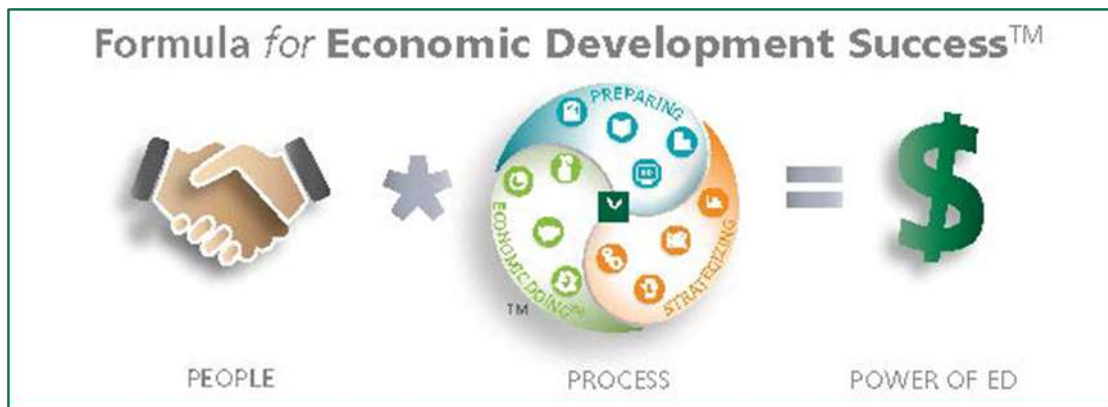 Formula for Economic Development Success™
PREPARING
STRATEGIZING
ECONOMIC DOING™
TM
PEOPLE
PROCESS
POWER OF ED